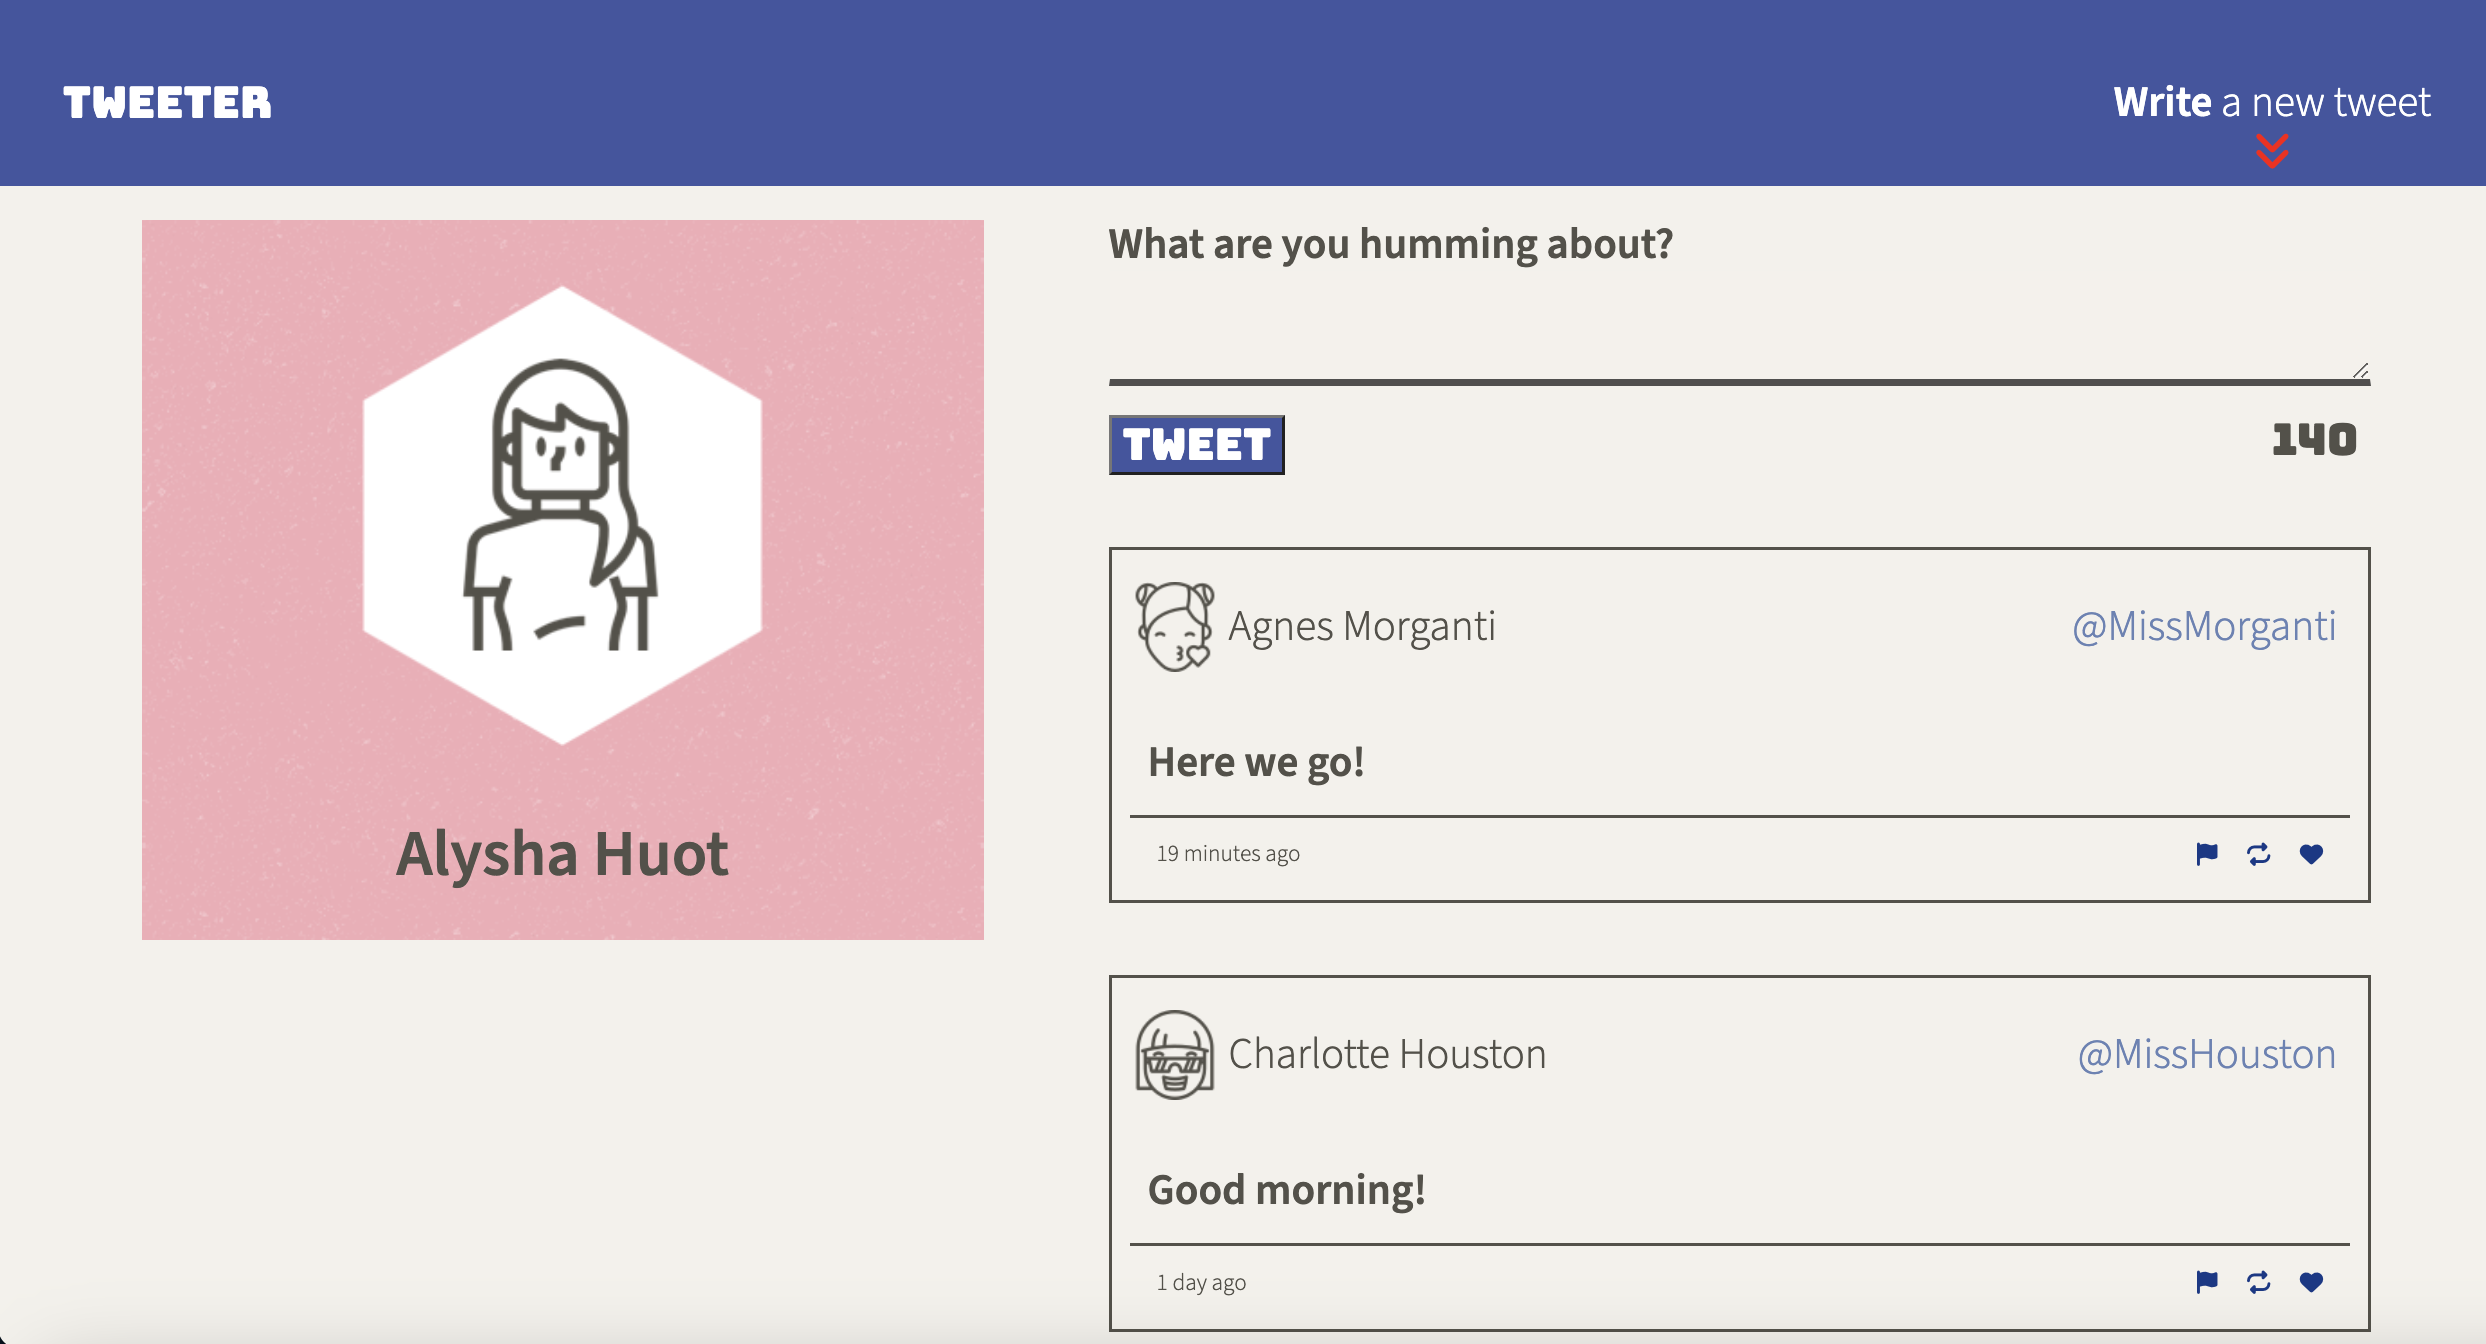 TWEETER
Write a new tweet
Alysha Huot
What are you humming about?
TWEET
140
Agnes Morganti
@MissMorganti
Here we go!
19 minutes ago
Charlotte Houston
@MissHouston
Good morning!
1 day ago